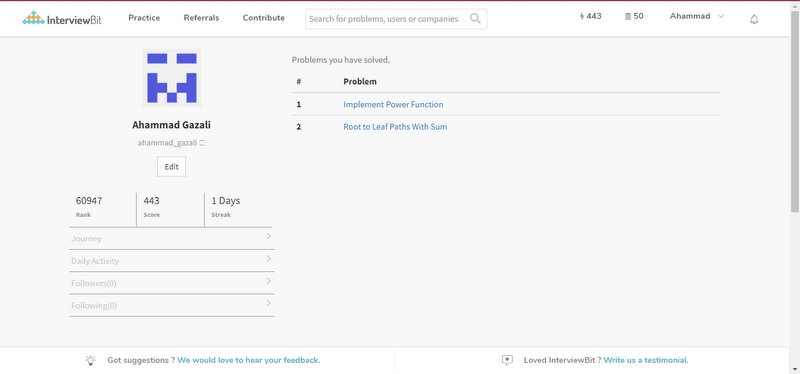 InterviewBit Practice Referrals Contribute Search for problems, users or companies 443 50 Ahammad
Problems you have solved.
# Problem
1 Implement Power Function
2 Root to Leaf Paths With Sum
Ahammad Gazali
ahammad_gazali
Edit
60947 443 1 Days
Rank Score Streak
Journey
Daily Activity
Followers(0)
Following(0)
Got suggestions ? We would love to hear your feedback. Loved InterviewBit ? Write us a testimonial.